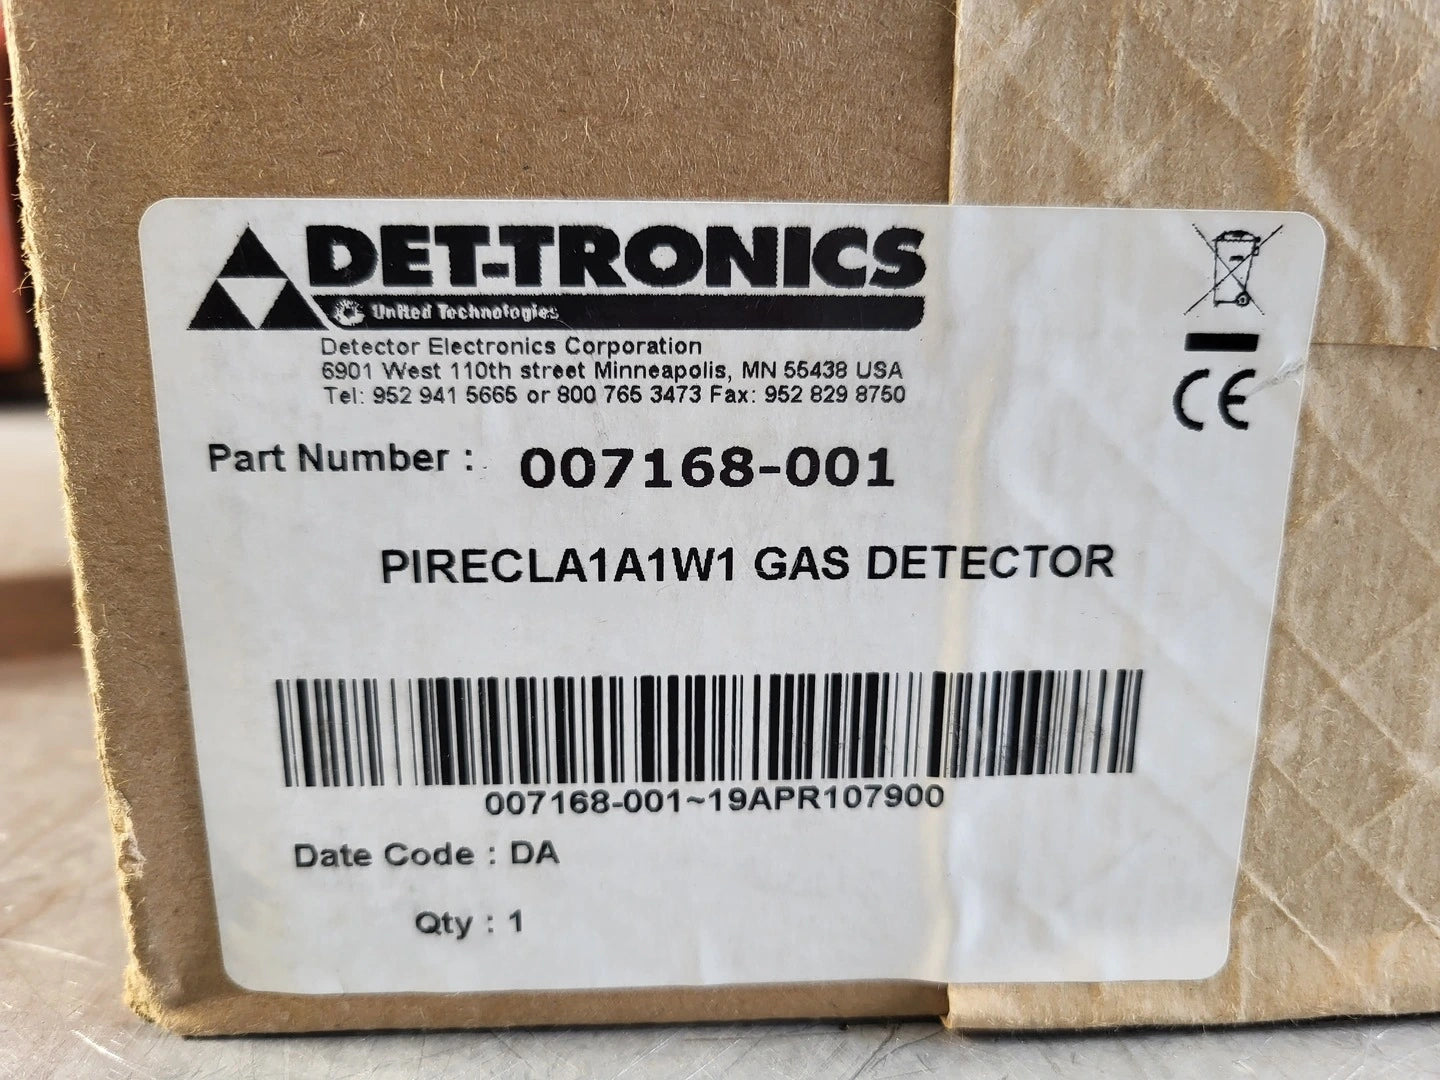 DET-TRONICS
United Technologies
Detector Electronics Corporation
6901 West 110th street Minneapolis, MN 55438 USA
Tel: 952 941 5665 or 800 765 3473 Fax: 952 829 8750
CE
Part Number : 007168-001
PIRECLA1A1W1 GAS DETECTOR
007168-001~19APR107900
Date Code : DA
Qty : 1